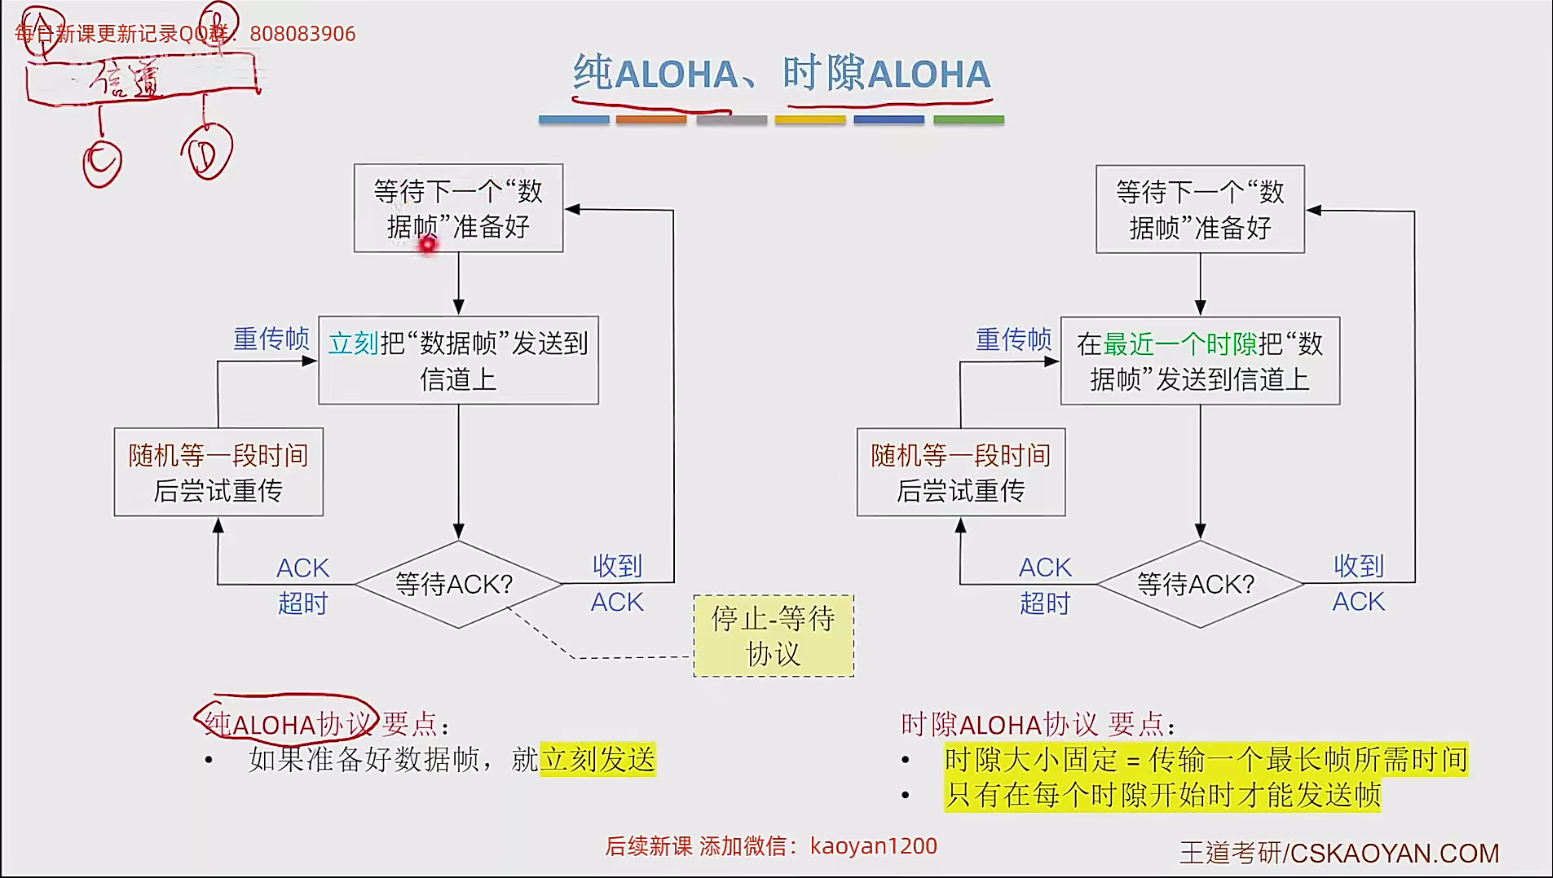 每日新课更新记录QQ群：808083906
A
B
信道
C
D
纯ALOHA、时隙ALOHA
等待下一个“数
据帧”准备好
重传帧
立刻把“数据帧”发送到
信道上
随机等一段时间
后尝试重传
ACK
超时
等待ACK?
收到
ACK
停止-等待
协议
等待下一个“数
据帧”准备好
重传帧
在最近一个时隙把“数
据帧”发送到信道上
随机等一段时间
后尝试重传
ACK
超时
等待ACK?
收到
ACK
纯ALOHA协议 要点：
• 如果准备好数据帧，就立刻发送
时隙ALOHA协议 要点：
• 时隙大小固定 = 传输一个最长帧所需时间
• 只有在每个时隙开始时才能发送帧
后续新课 添加微信：kaoyan1200
王道考研/CSKAOYAN.COM